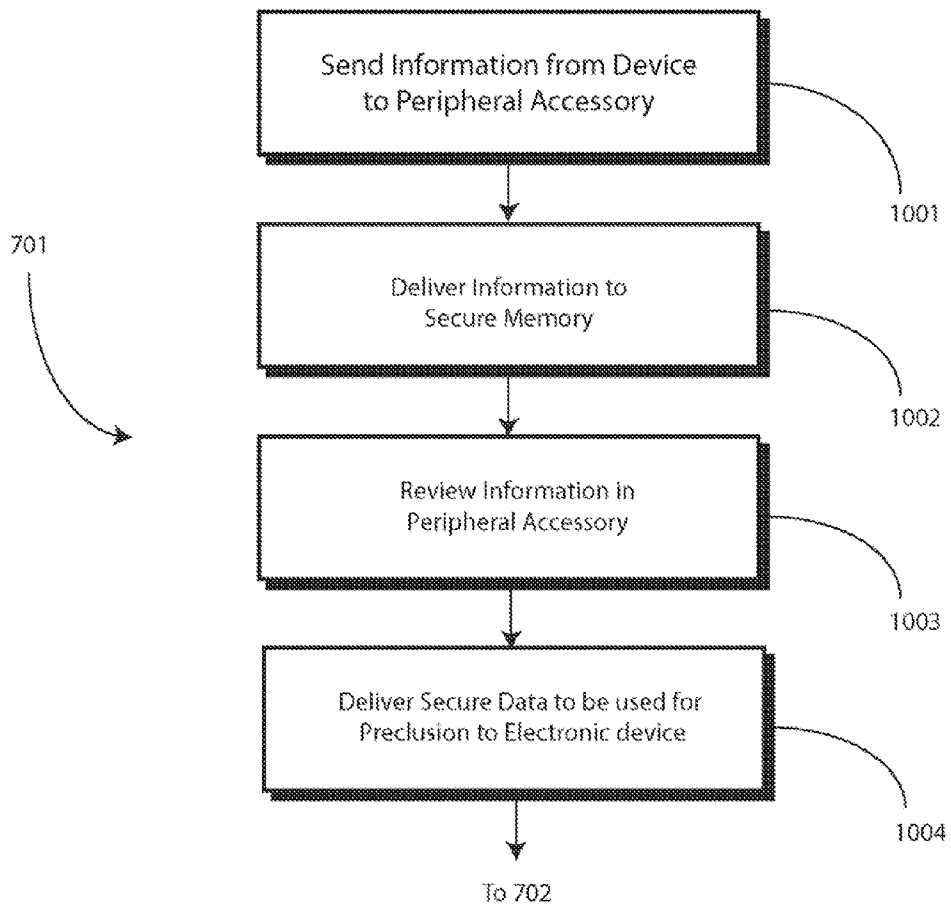 Send Information from Device
to Peripheral Accessory
1001
701
Deliver Information to
Secure Memory
1002
Review Information in
Peripheral Accessory
1003
Deliver Secure Data to be used for
Preclusion to Electronic device
1004
To 702